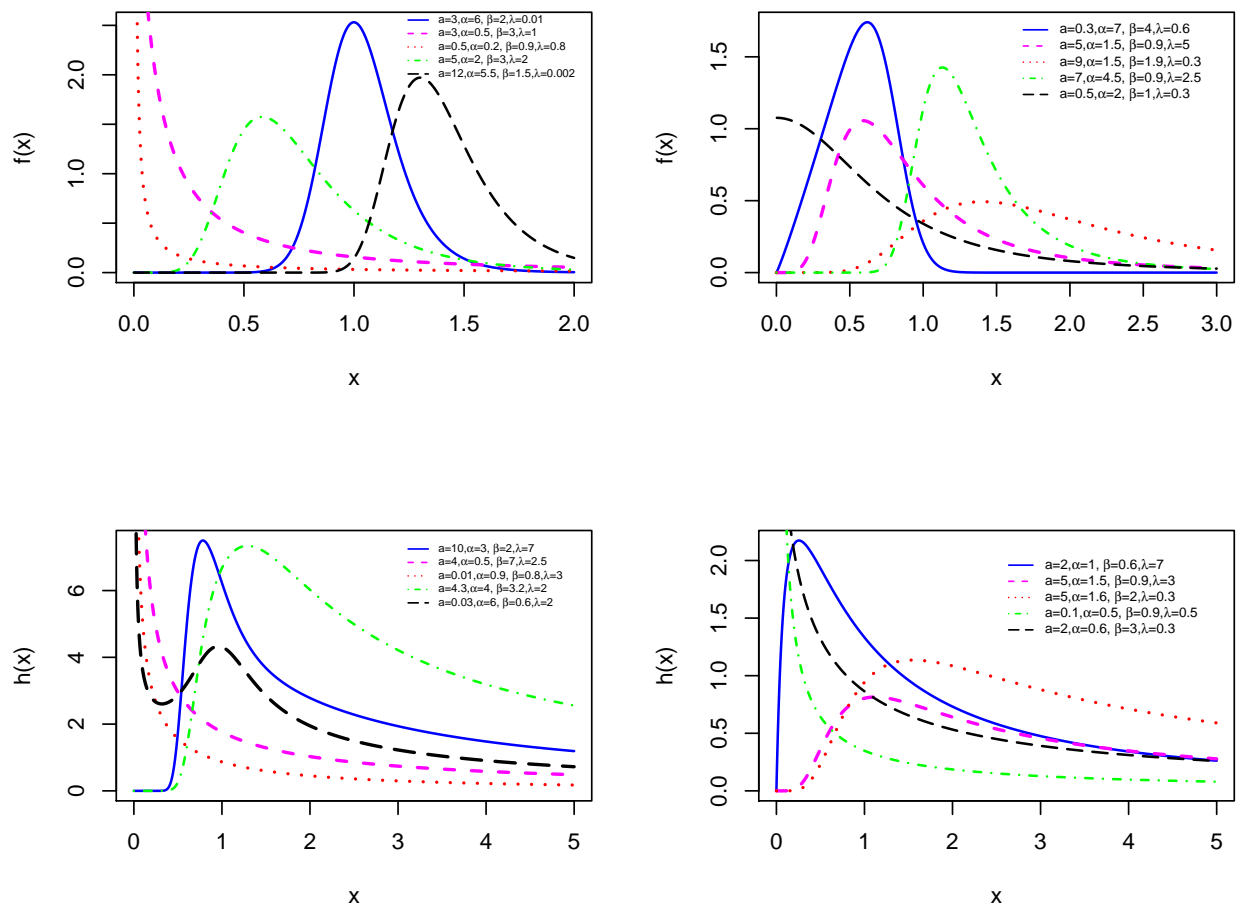 a=3,α=6, β=2,λ=0.01
a=3,α=0.5, β=3,λ=1
a=0.5,α=0.2, β=0.9,λ=0.8
a=5,α=2, β=3,λ=2
a=12,α=5.5, β=1.5,λ=0.002
f(x)
0.0 1.0 2.0
0.0 0.5 1.0 1.5 2.0
x
a=0.3,α=7, β=4,λ=0.6
a=5,α=1.5, β=0.9,λ=5
a=9,α=1.5, β=1.9,λ=0.3
a=7,α=4.5, β=0.9,λ=2.5
a=0.5,α=2, β=1,λ=0.3
f(x)
0.0 0.5 1.0 1.5
0.0 0.5 1.0 1.5 2.0 2.5 3.0
x
a=10,α=3, β=2,λ=7
a=4,α=0.5, β=7,λ=2.5
a=0.01,α=0.9, β=0.8,λ=3
a=4.3,α=4, β=3.2,λ=2
a=0.03,α=6, β=0.6,λ=2
h(x)
0 2 4 6
0 1 2 3 4 5
x
a=2,α=1, β=0.6,λ=7
a=5,α=1.5, β=0.9,λ=3
a=5,α=1.6, β=2,λ=0.3
a=0.1,α=0.5, β=0.9,λ=0.5
a=2,α=0.6, β=3,λ=0.3
h(x)
0.0 0.5 1.0 1.5 2.0
0 1 2 3 4 5
x